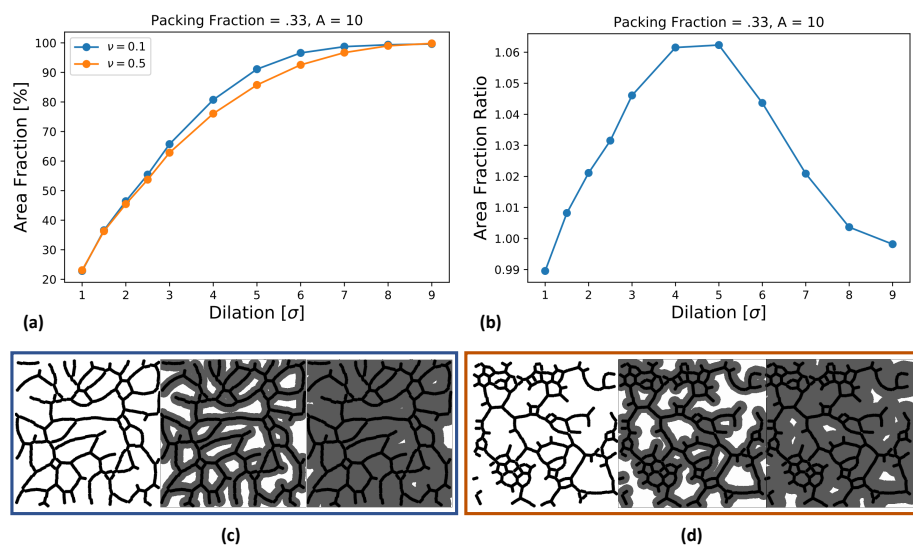 Packing Fraction = .33, A = 10
ν = 0.1
ν = 0.5
100
90
80
70
60
50
40
30
20
Area Fraction [%]
1 2 3 4 5 6 7 8 9
Dilation [σ]
(a)
Packing Fraction = .33, A = 10
1.06
1.05
1.04
1.03
1.02
1.01
1.00
0.99
Area Fraction Ratio
1 2 3 4 5 6 7 8 9
Dilation [σ]
(b)
(c)
(d)